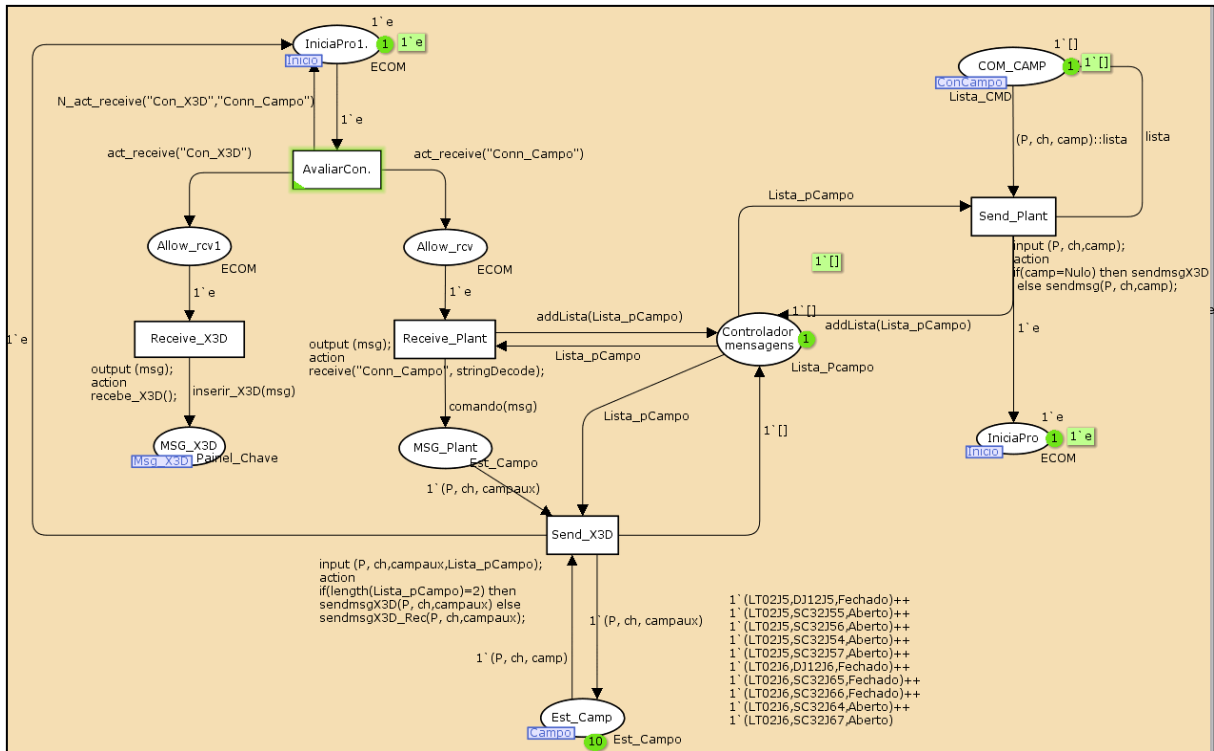 1`e
IniciaPro1.
1
1`e
Inicio
ECOM
1`[]
COM_CAMP
1
1`[]
ConCampo
Lista_CMD
N_act_receive("Con_X3D","Conn_Campo")
1`e
(P, ch, camp)::lista
lista
act_receive("Con_X3D")
AvaliarCon.
act_receive("Conn_Campo")
Lista_pCampo
Send_Plant
Allow_rcv1
ECOM
Allow_rcv
ECOM
input (P, ch,camp);
action
if(camp=Nulo) then sendmsgX3D
else sendmsg(P, ch,camp);
1`[]
1`e
1`e
1`[]
addLista(Lista_pCampo)
Controlador
mensagens
1
addLista(Lista_pCampo)
1`e
1`e
e
Receive_X3D
Receive_Plant
Lista_pCampo
Lista_Pcampo
output (msg);
action
recebe_X3D();
inserir_X3D(msg)
output (msg);
action
receive("Conn_Campo", stringDecode);
comando(msg)
Lista_pCampo
1`[]
1`e
IniciaPro
1
1`e
Inicio
ECOM
MSG_X3D
Msg_X3D
Painel_Chave
MSG_Plant
Est_Campo
1`(P, ch, campaux)
Send_X3D
input (P, ch,campaux,Lista_pCampo);
action
if(length(Lista_pCampo)=2) then
sendmsgX3D(P, ch,campaux) else
sendmsgX3D_Rec(P, ch,campaux);
1`(P, ch, campaux)
1`(P, ch, camp)
1`(LT02J5,DJ12J5,Fechado)++
1`(LT02J5,SC32J55,Aberto)++
1`(LT02J5,SC32J56,Aberto)++
1`(LT02J5,SC32J54,Aberto)++
1`(LT02J5,SC32J57,Aberto)++
1`(LT02J6,DJ12J6,Fechado)++
1`(LT02J6,SC32J65,Fechado)++
1`(LT02J6,SC32J66,Fechado)++
1`(LT02J6,SC32J64,Aberto)++
1`(LT02J6,SC32J67,Aberto)
Est_Camp
Campo
10
Est_Campo